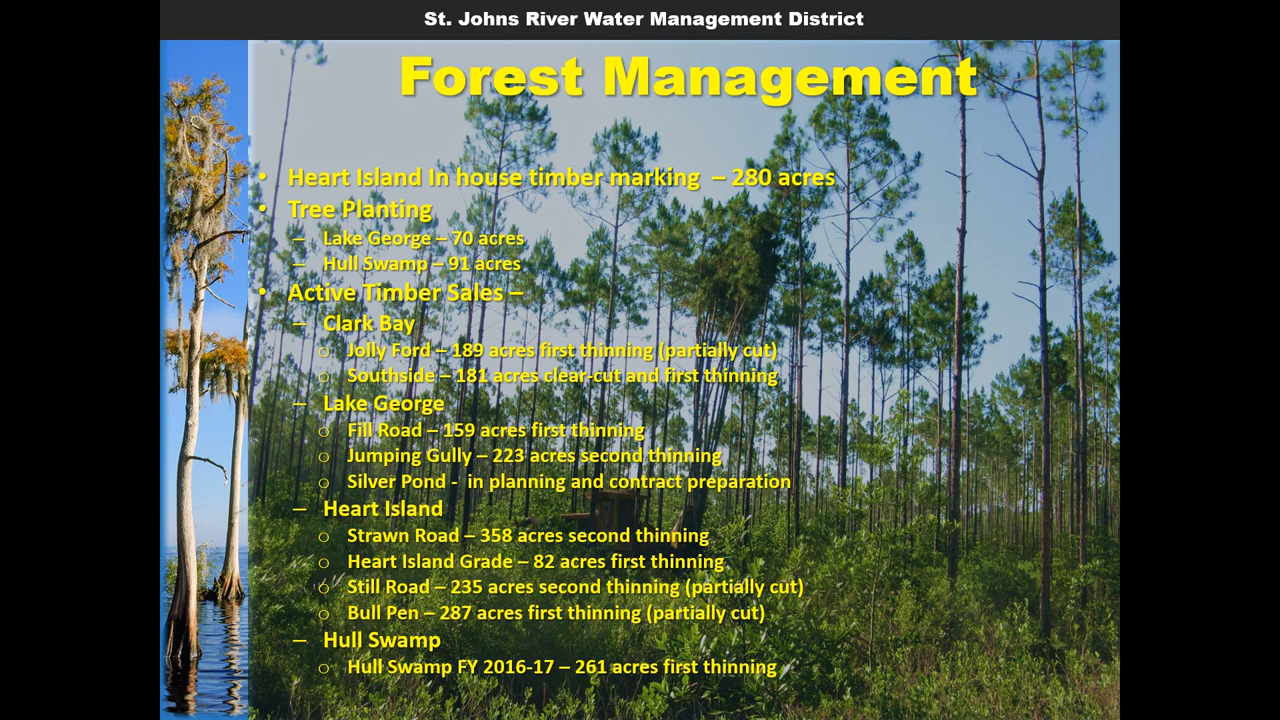 St. Johns River Water Management District
Forest Management
• Heart Island In house timber marking – 280 acres
• Tree Planting
– Lake George – 70 acres
– Hull Swamp – 91 acres
• Active Timber Sales –
– Clark Bay
o Jolly Ford – 189 acres first thinning (partially cut)
o Southside – 181 acres clear-cut and first thinning
– Lake George
o Fill Road – 159 acres first thinning
o Jumping Gully – 223 acres second thinning
o Silver Pond - in planning and contract preparation
– Heart Island
o Strawn Road – 358 acres second thinning
o Heart Island Grade – 82 acres first thinning
o Still Road – 235 acres second thinning (partially cut)
o Bull Pen – 287 acres first thinning (partially cut)
– Hull Swamp
o Hull Swamp FY 2016-17 – 261 acres first thinning